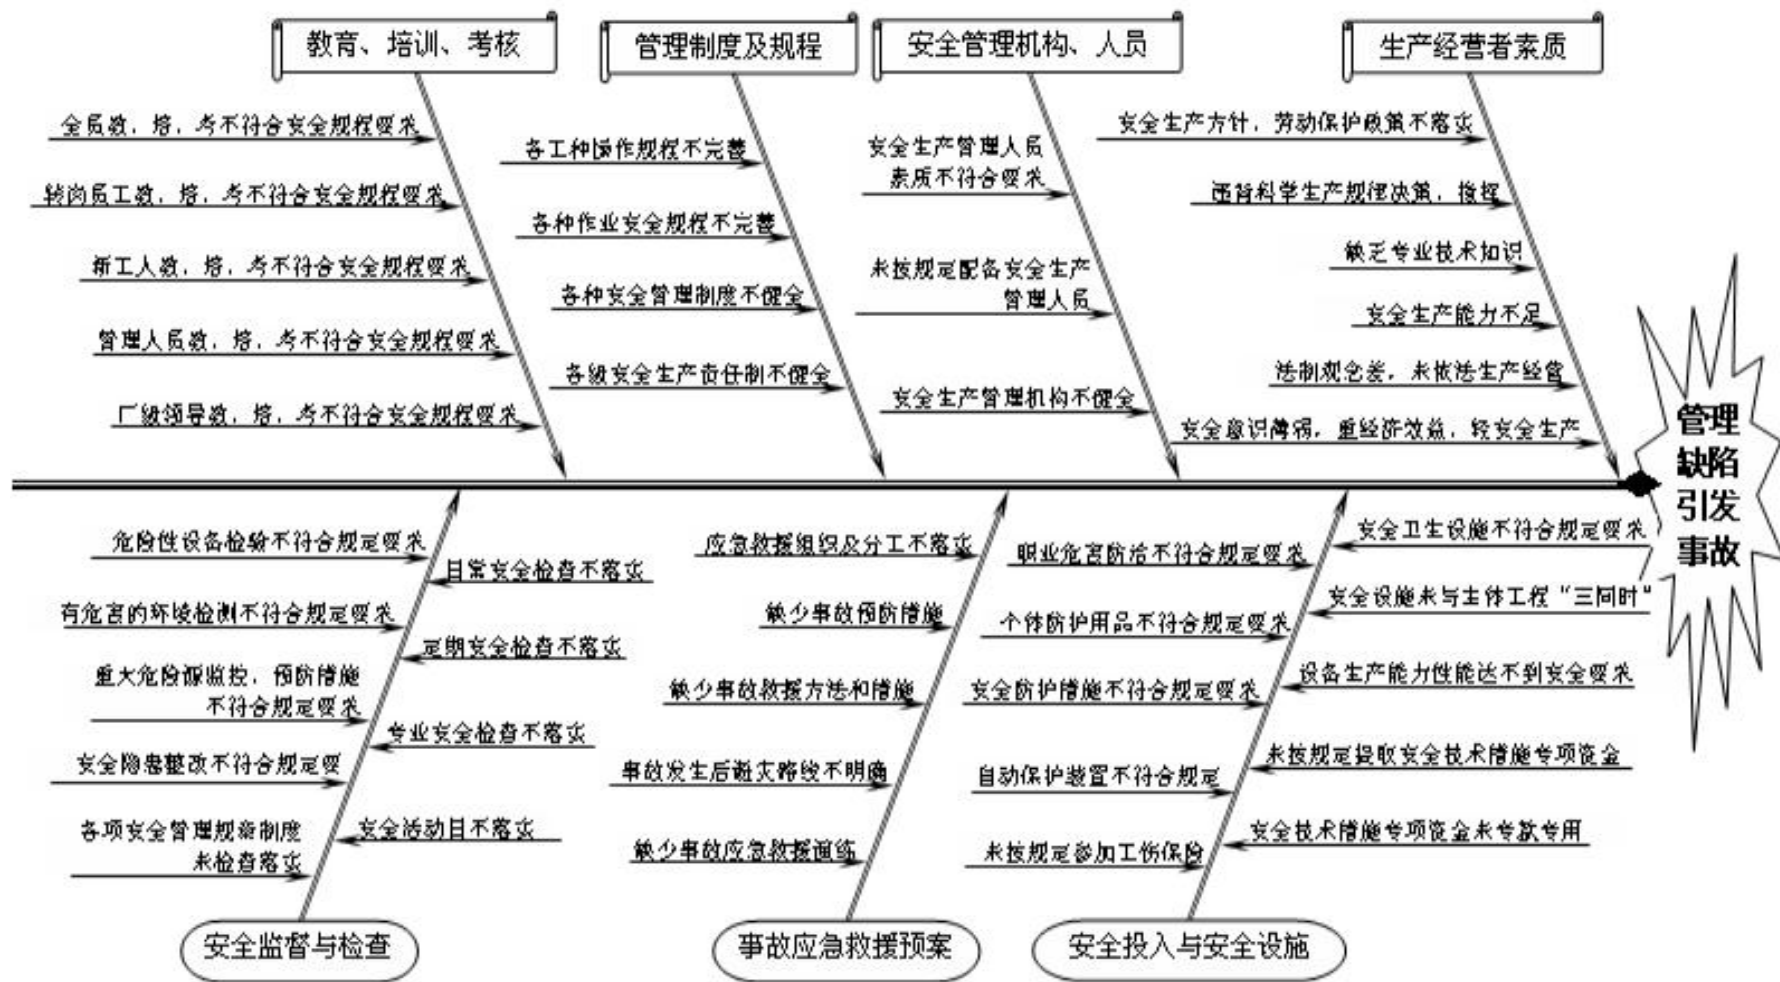 教育、培训、考核
全员教,培,考不符合安全规程要求
转岗员工教,培,考不符合安全规程要求
新工人教,培,考不符合安全规程要求
管理人员教,培,考不符合安全规程要求
厂级领导教,培,考不符合安全规程要求
管理制度及规程
各工种操作规程不完善
各种作业安全规程不完善
各种安全管理制度不健全
各级安全生产责任制不健全
安全管理机构、人员
安全生产管理人员
素质不符合要求
未按规定配备安全生产
管理人员
安全生产管理机构不健全
生产经营者素质
安全生产方针,劳动保护政策不落实
违背科学生产规律决策,指挥
缺乏专业技术知识
安全生产能力不足
法制观念差,未依法生产经营
安全意识薄弱,重经济效益,轻安全生产
管理
缺陷
引发
事故
危险性设备检验不符合规定要求
有危害的环境检测不符合规定要求
重大危险源监控,预防措施
不符合规定要求
安全隐患整改不符合规定要
各项安全管理规章制度
未检查落实
日常安全检查不落实
定期安全检查不落实
专业安全检查不落实
安全活动日不落实
安全监督与检查
应急救援组织及分工不落实
缺少事故预防措施
缺少事故救援方法和措施
事故发生后避灾路线不明确
缺少事故应急救援演练
事故应急救援预案
职业危害防治不符合规定要求
个体防护用品不符合规定要求
安全防护措施不符合规定要求
自动保护装置不符合规定
未按规定参加工伤保险
安全卫生设施不符合规定要求
安全设施未与主体工程“三同时”
设备生产能力性能达不到安全要求
未按规定提取安全技术措施专项资金
安全技术措施专项资金未专款专用
安全投入与安全设施